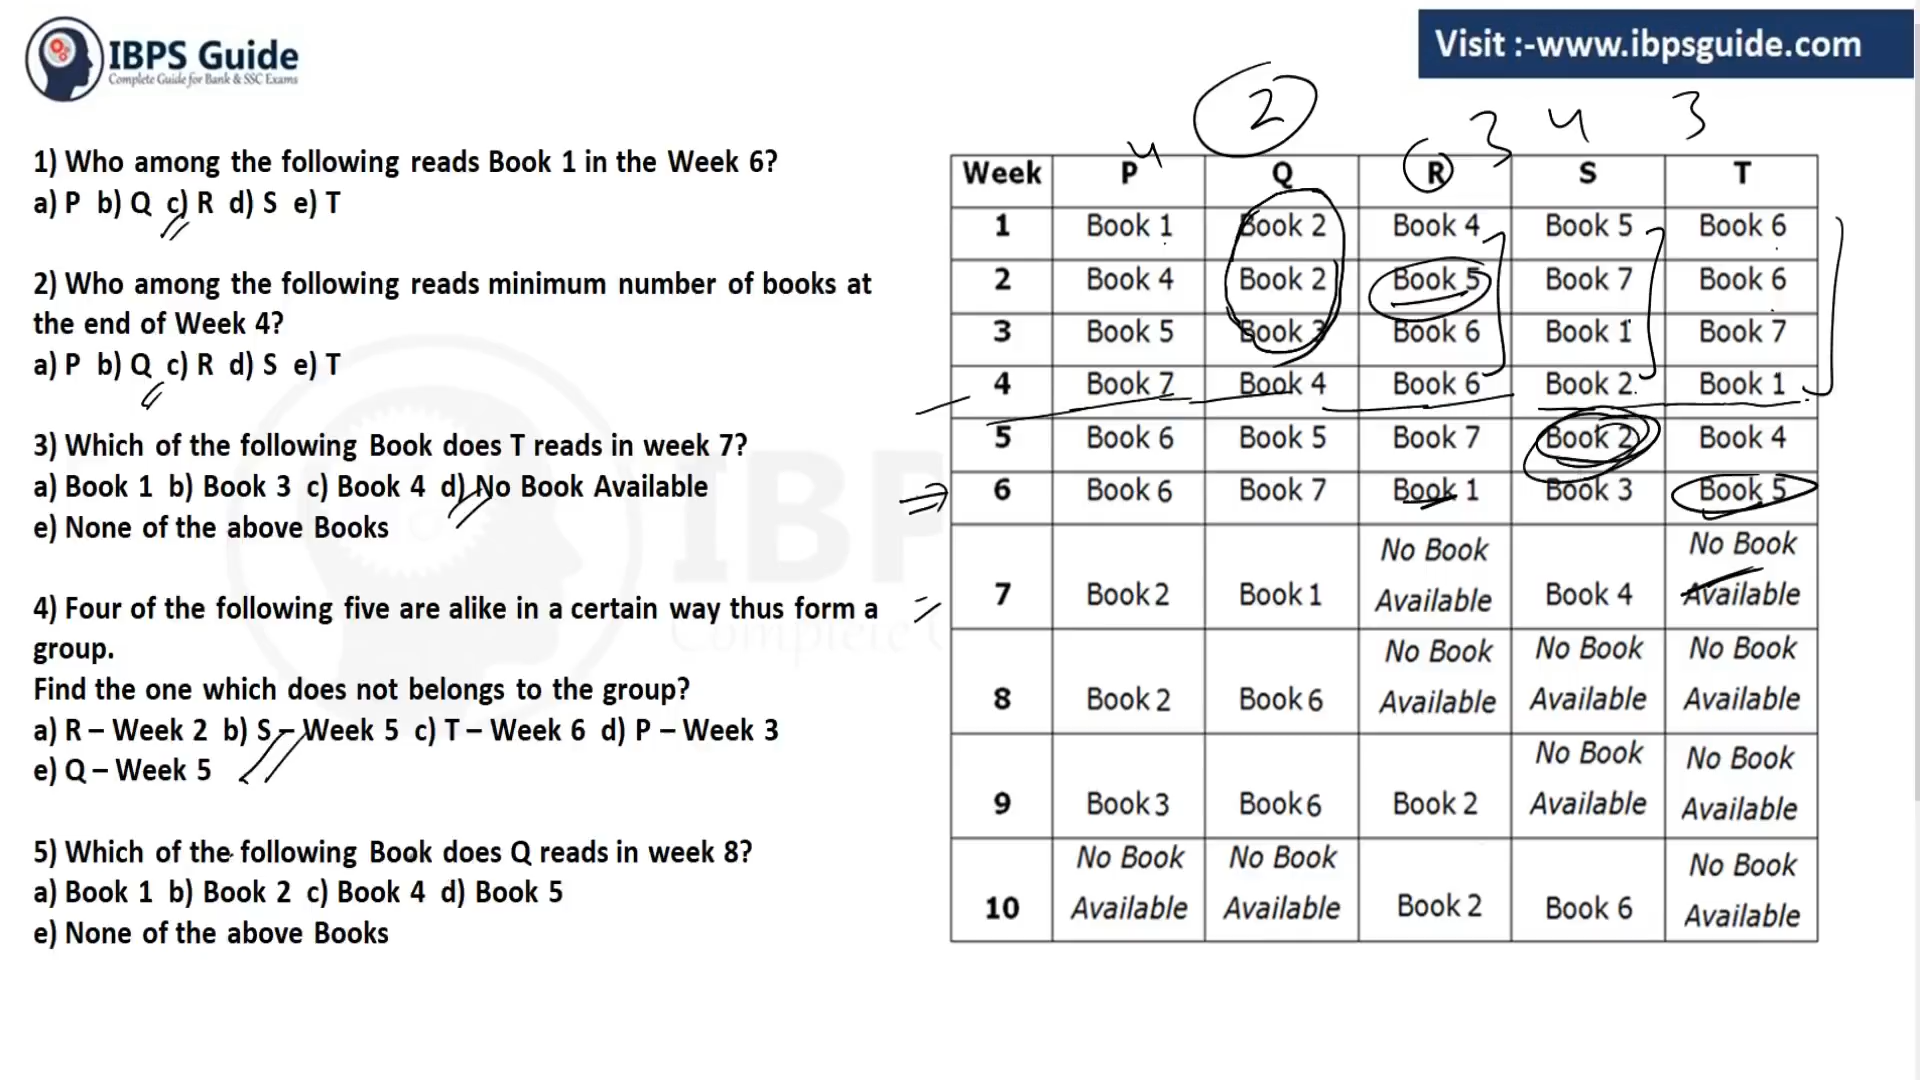 IBPS Guide
Complete Guide for Bank & SSC Exams
Visit :-www.ibpsguide.com
1) Who among the following reads Book 1 in the Week 6?
a) P b) Q c) R d) S e) T
2) Who among the following reads minimum number of books at
the end of Week 4?
a) P b) Q c) R d) S e) T
3) Which of the following Book does T reads in week 7?
a) Book 1 b) Book 3 c) Book 4 d) No Book Available
e) None of the above Books
4) Four of the following five are alike in a certain way thus form a
group.
Find the one which does not belongs to the group?
a) R – Week 2 b) S – Week 5 c) T – Week 6 d) P – Week 3
e) Q – Week 5
5) Which of the following Book does Q reads in week 8?
a) Book 1 b) Book 2 c) Book 4 d) Book 5
e) None of the above Books
4 2 3 4 3
Week P Q R S T
1 Book 1 Book 2 Book 4 Book 5 Book 6
2 Book 4 Book 2 Book 5 Book 7 Book 6
3 Book 5 Book 3 Book 6 Book 1 Book 7
4 Book 7 Book 4 Book 6 Book 2 Book 1
5 Book 6 Book 5 Book 7 Book 2 Book 4
6 Book 6 Book 7 Book 1 Book 3 Book 5
7 Book 2 Book 1 No Book Available Book 4 No Book Available
8 Book 2 Book 6 No Book Available No Book Available No Book Available
9 Book 3 Book 6 Book 2 No Book Available No Book Available
10 No Book Available No Book Available Book 2 Book 6 No Book Available
IBPS
Complete